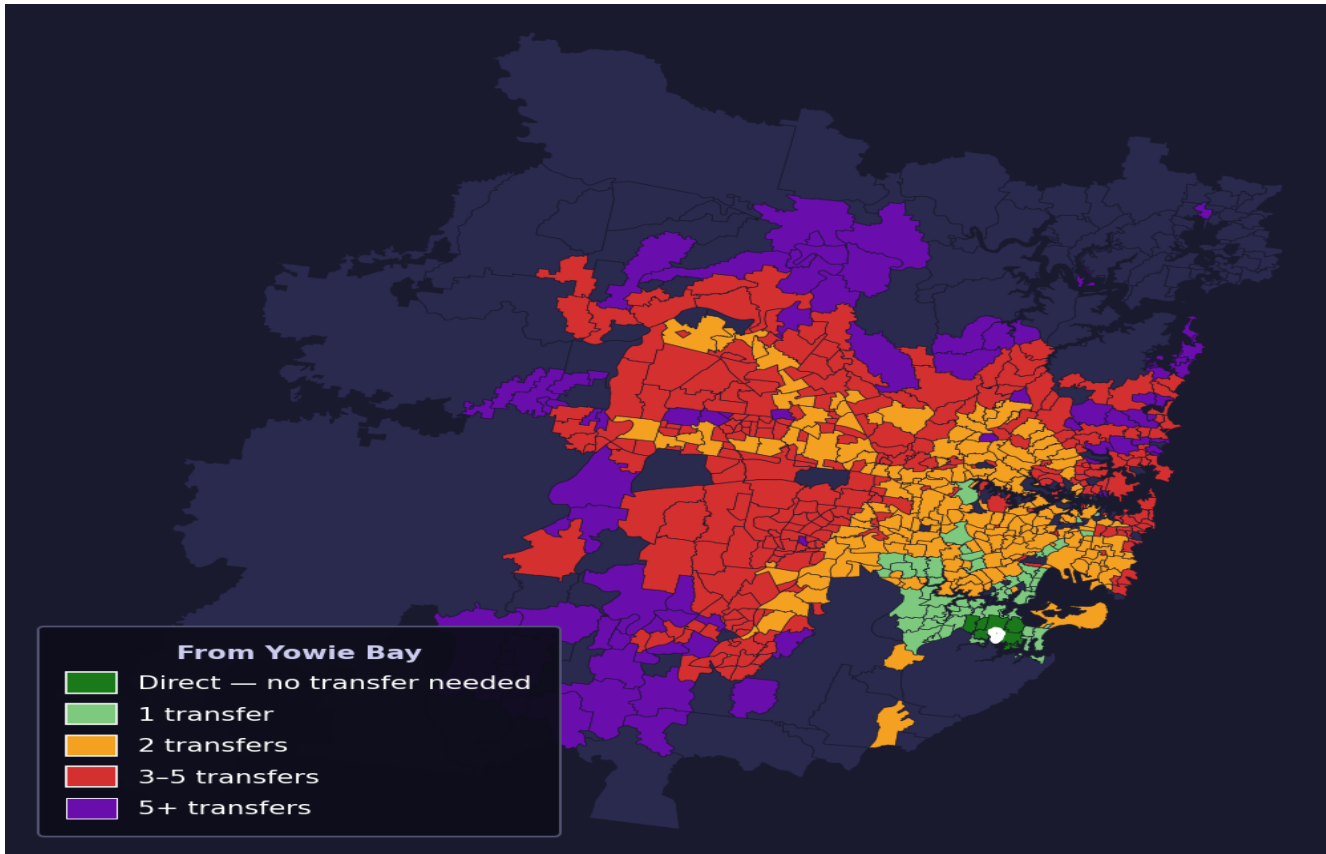 From Yowie Bay
Direct — no transfer needed
1 transfer
2 transfers
3–5 transfers
5+ transfers